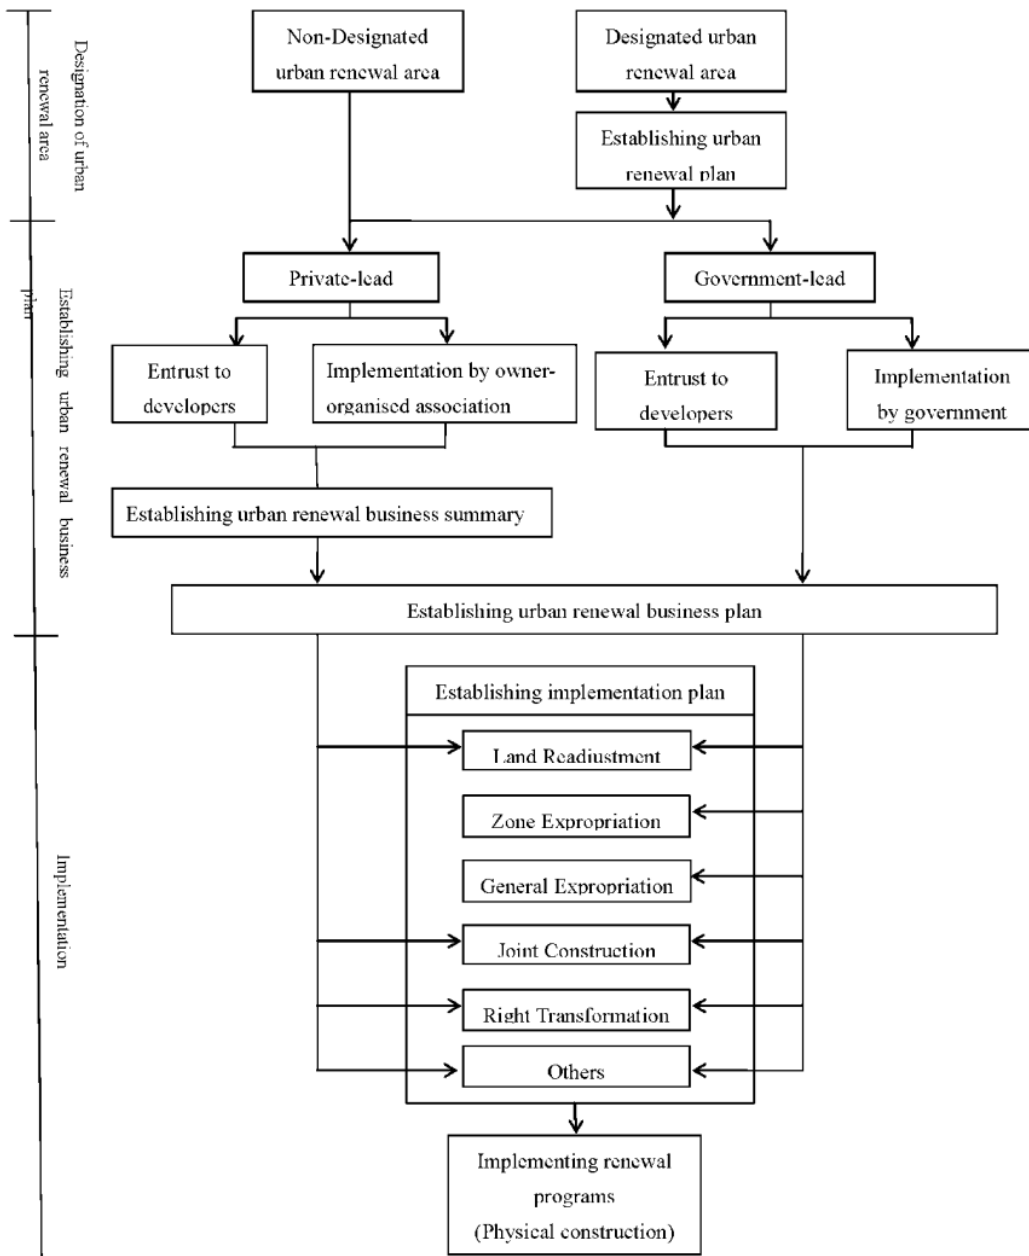 Non-Designated
urban renewal area
Designated urban
renewal area
Establishing urban
renewal plan
Designation of urban
renewal area
Private-lead
Government-lead
Entrust to
developers
Implementation by owner-
organised association
Entrust to
developers
Implementation
by government
Establishing urban renewal business summary
Establishing urban renewal business plan
Establishing urban renewal business
plan
Establishing implementation plan
Land Readjustment
Zone Expropriation
General Expropriation
Joint Construction
Right Transformation
Others
Implementation
Implementing renewal
programs
(Physical construction)